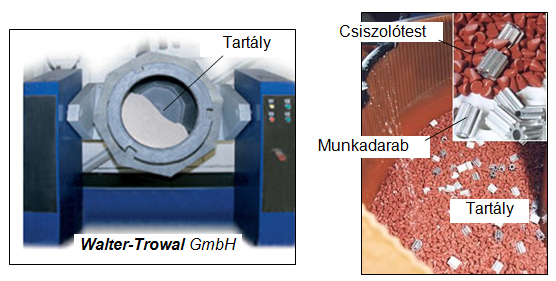 Tartály
Walter-Trowal GmbH
Csiszolótest
Munkadarab
Tartály